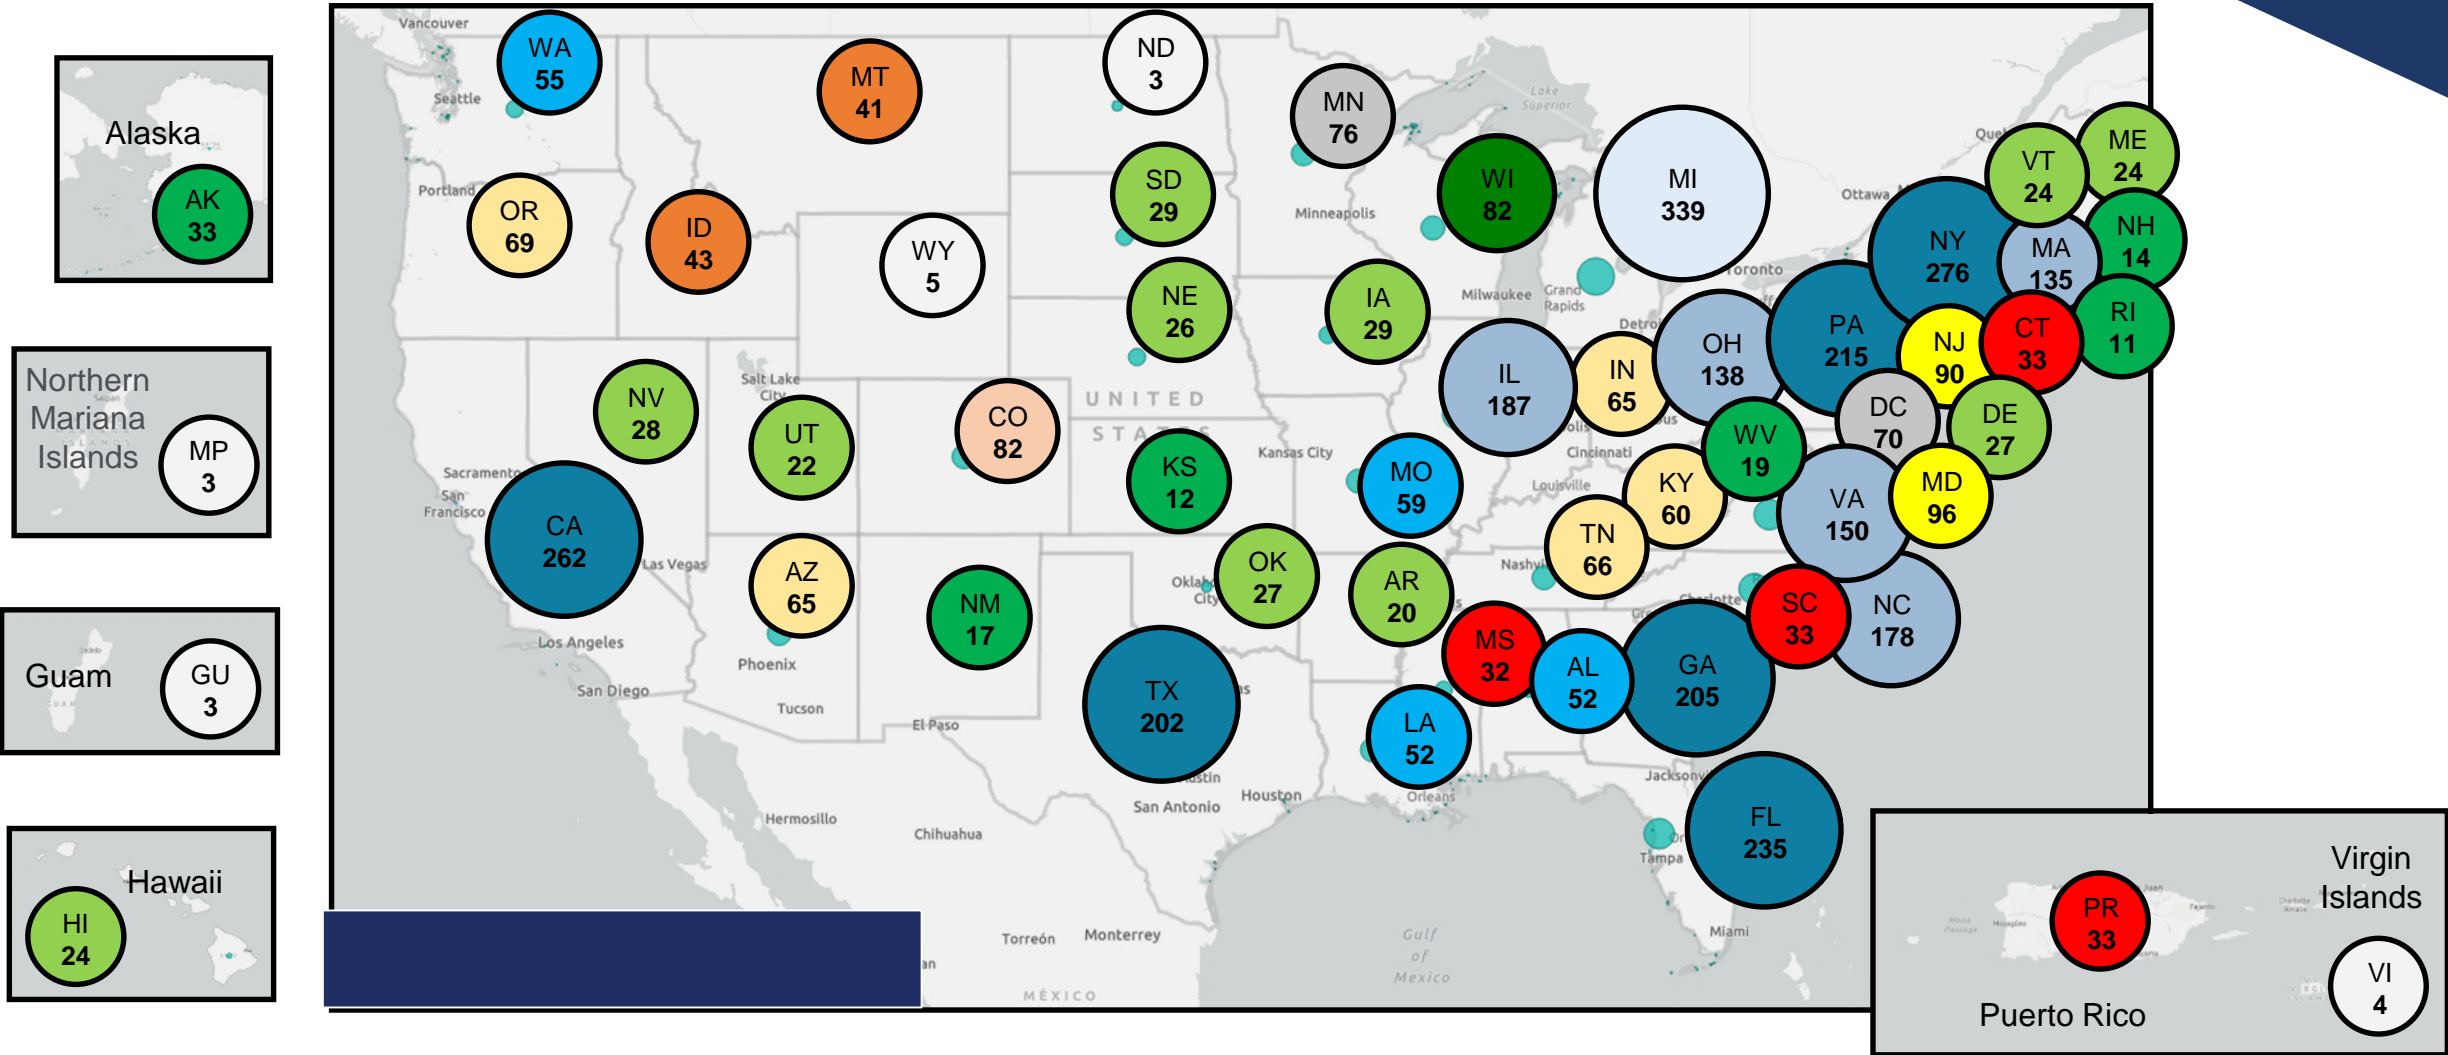 Vancouver
WA
55
Seattle
MT
41
ND
3
MN
76
Lake
Superior
Alaska
AK
33
Portland
OR
69
ID
43
WY
5
SD
29
Minneapolis
WI
82
MI
339
Ottawa
VT
24
ME
24
NH
14
NY
276
MA
135
Toronto
NE
26
IA
29
Milwaukee
Grand
Rapids
RI
11
CT
33
NJ
90
PA
215
OH
138
IN
65
IL
187
Northern
Mariana
Islands
MP
3
NV
28
Salt Lake
City
UT
22
CO
82
UNITED
STATES
KS
12
Kansas City
MO
59
Cincinnati
Louisville
KY
60
WV
19
DC
70
DE
27
VA
150
MD
96
Sacramento
San
Francisco
CA
262
Las Vegas
AZ
65
NM
17
OK
27
AR
20
TN
66
Charlotte
SC
33
NC
178
Guam
GU
3
Los Angeles
San Diego
Phoenix
Tucson
El Paso
TX
202
MS
32
AL
52
GA
205
LA
52
Orleans
FL
235
Tampa
Miami
San Antonio
Houston
Hermosillo
Chihuahua
Torreón
Monterrey
MÉXICO
Gulf
of
Mexico
Hawaii
HI
24
PR
33
Puerto Rico
Virgin
Islands
VI
4